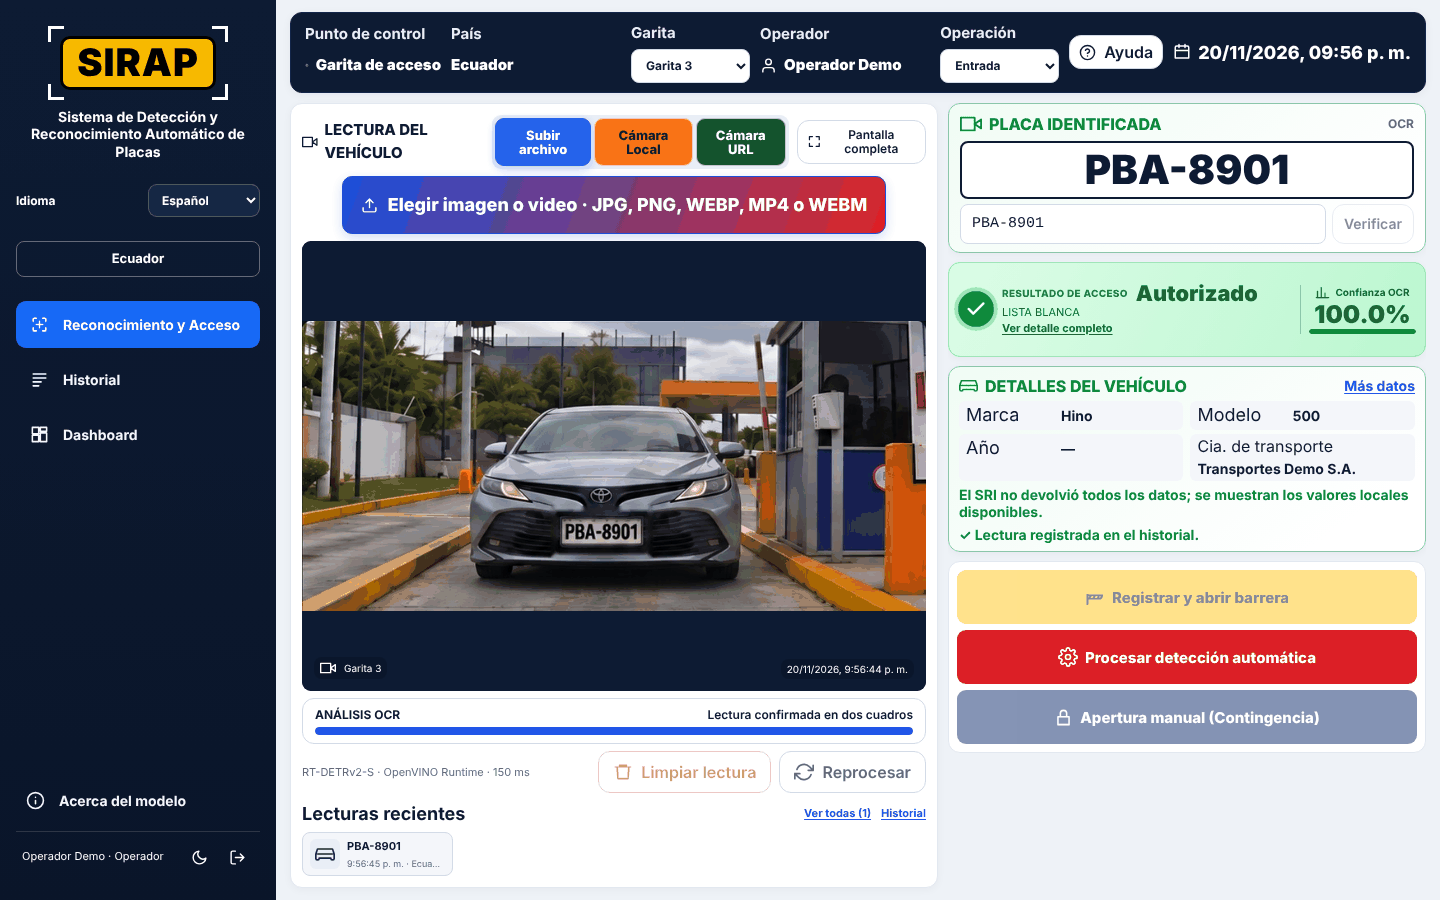 SIRAP
Sistema de Detección y
Reconocimiento Automático de
Placas
Idioma
Español
Ecuador
Reconocimiento y Acceso
Historial
Dashboard
Acerca del modelo
Operador Demo · Operador
Punto de control
· Garita de acceso
País
Ecuador
Garita
Garita 3
Operador
Operador Demo
Operación
Entrada
Ayuda
20/11/2026, 09:56 p. m.
LECTURA DEL
VEHÍCULO
Subir
archivo
Cámara
Local
Cámara
URL
Pantalla
completa
Elegir imagen o video · JPG, PNG, WEBP, MP4 o WEBM
PBA-8901
Garita 3
20/11/2026, 9:56:44 p. m.
ANÁLISIS OCR
Lectura confirmada en dos cuadros
RT-DETRv2-S · OpenVINO Runtime · 150 ms
Limpiar lectura
Reprocesar
Lecturas recientes
Ver todas (1)
Historial
PBA-8901
9:56:45 p. m. · Ecua...
PLACA IDENTIFICADA
OCR
PBA-8901
PBA-8901
Verificar
RESULTADO DE ACCESO Autorizado
LISTA BLANCA
Ver detalle completo
Confianza OCR
100.0%
DETALLES DEL VEHÍCULO
Más datos
Marca Hino
Modelo 500
Año —
Cia. de transporte
Transportes Demo S.A.
El SRI no devolvió todos los datos; se muestran los valores locales
disponibles.
✓ Lectura registrada en el historial.
Registrar y abrir barrera
Procesar detección automática
Apertura manual (Contingencia)